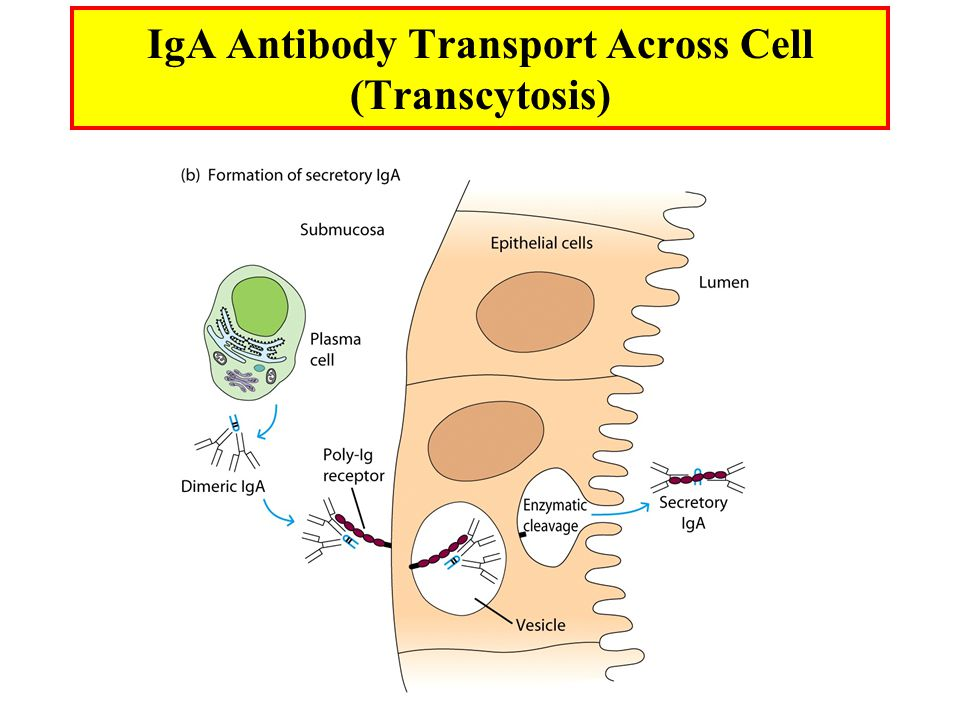 IgA Antibody Transport Across Cell
(Transcytosis)
(b) Formation of secretory IgA
Submucosa
Epithelial cells
Lumen
Plasma
cell
Poly-Ig
receptor
Dimeric IgA
Enzymatic
cleavage
Secretory
IgA
Vesicle